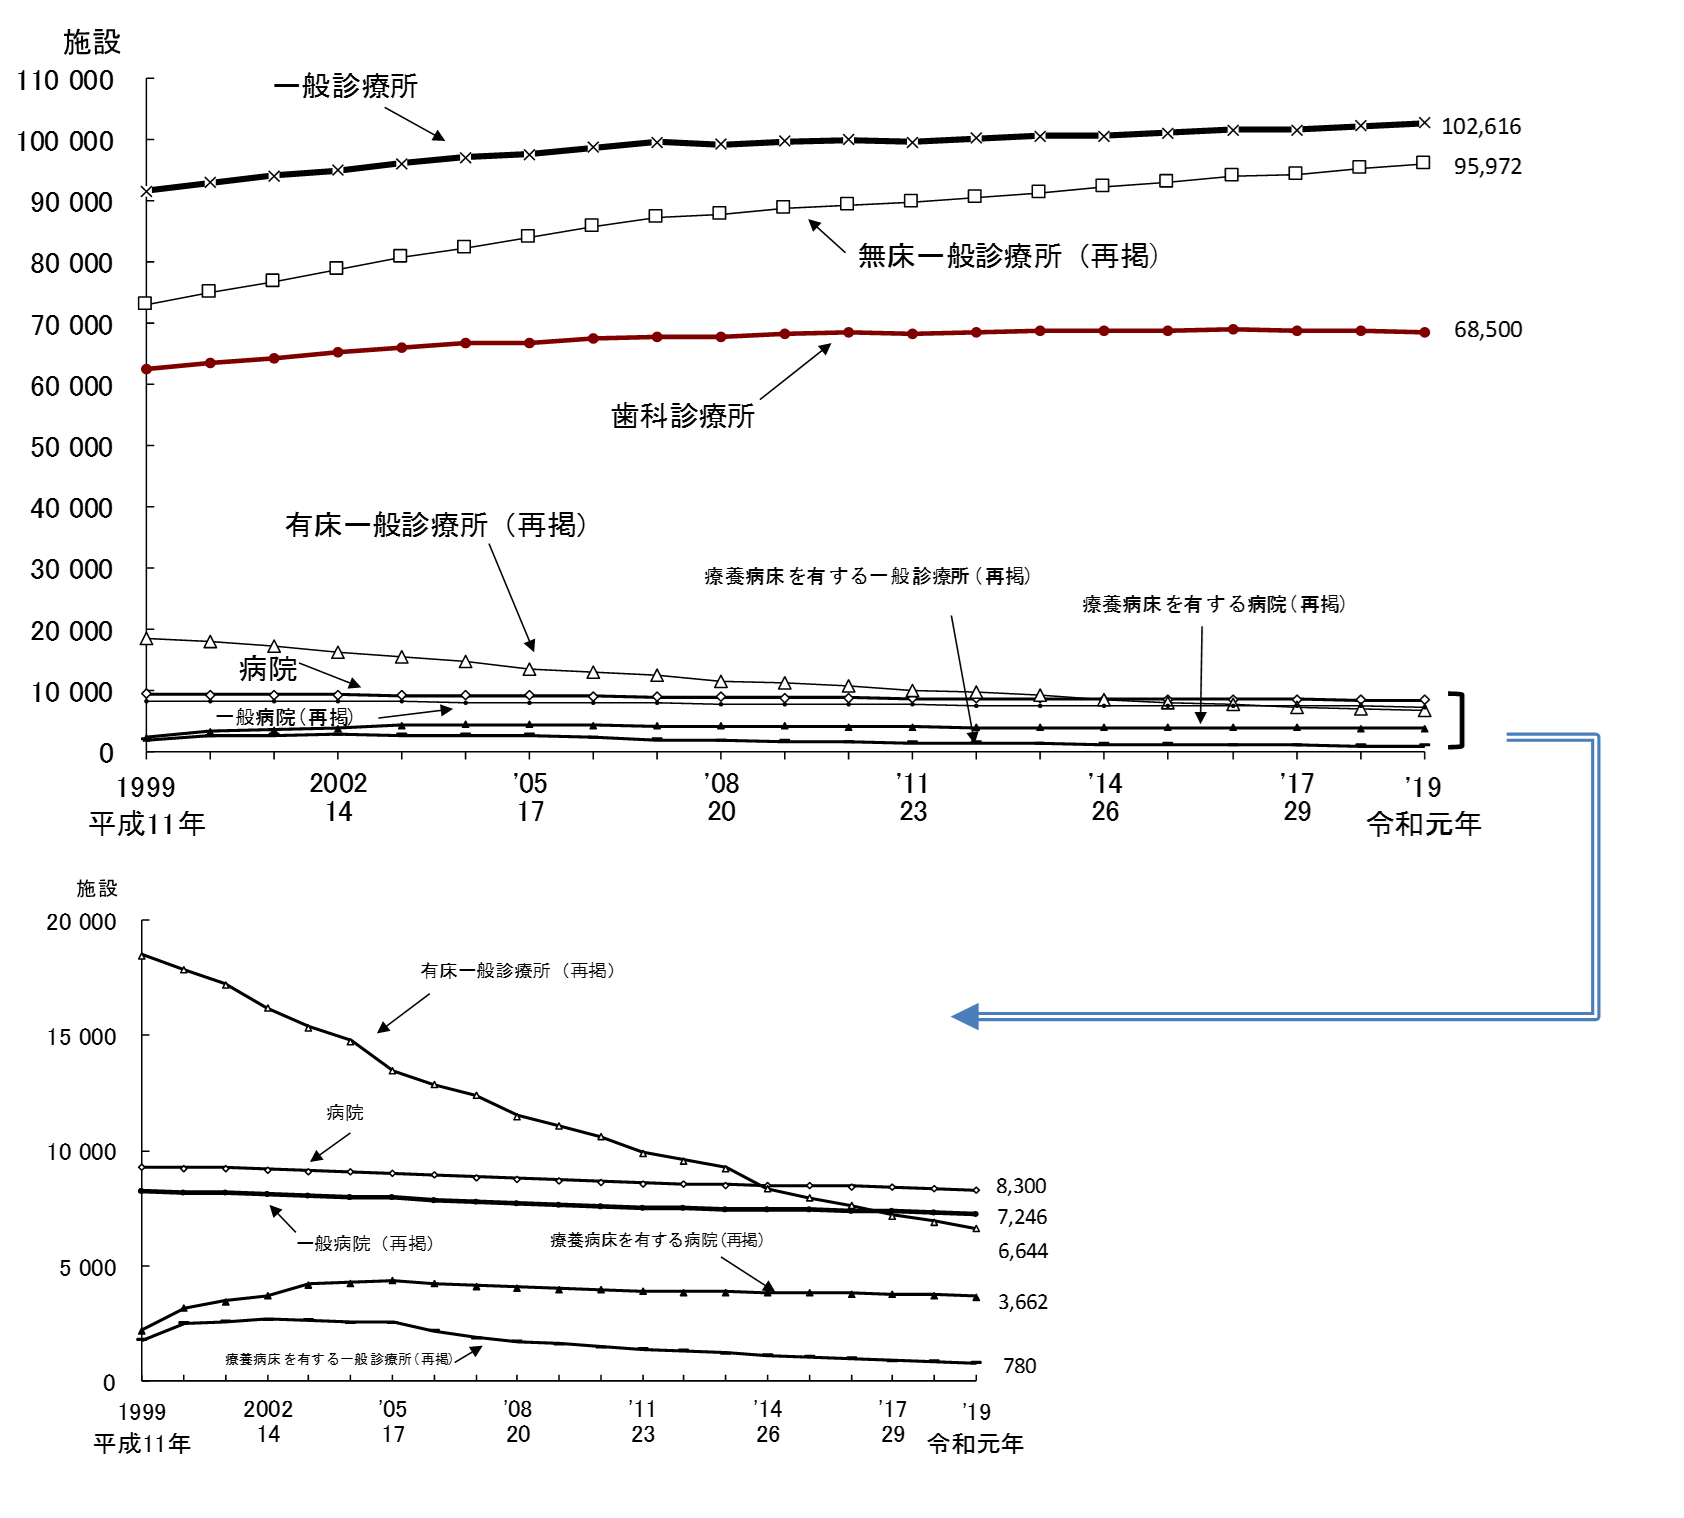 施設
110 000
一般診療所
100 000
102,616
95,972
90 000
80 000
無床一般診療所（再掲）
70 000
68,500
60 000
歯科診療所
50 000
40 000
有床一般診療所（再掲）
30 000
療養病床を有する一般診療所（再掲）
療養病床を有する病院（再掲）
20 000
病院
10 000
一般病院（再掲）
0
1999 2002 ’05 ’08 ’11 ’14 ’17 ’19
14 17 20 23 26 29
平成11年 令和元年
施設
20 000
有床一般診療所（再掲）
15 000
病院
10 000
8,300
7,246
一般病院（再掲）
療養病床を有する病院（再掲）
6,644
5 000
3,662
療養病床を有する一般診療所（再掲）
780
0
1999 2002 ’05 ’08 ’11 ’14 ’17 ’19
14 17 20 23 26 29
平成11年 令和元年